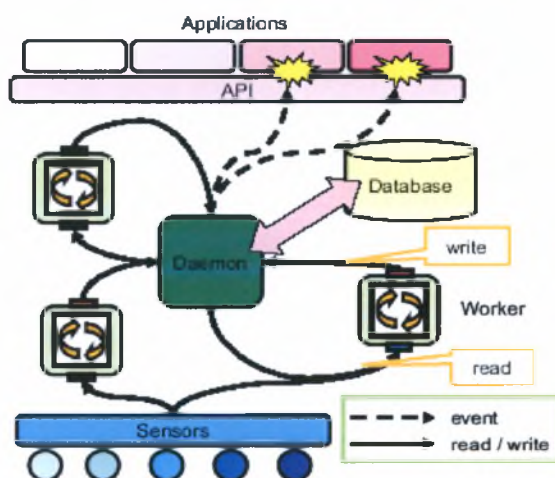 Applications
API
Database
Daemon
write
Worker
read
Sensors
event
read / write